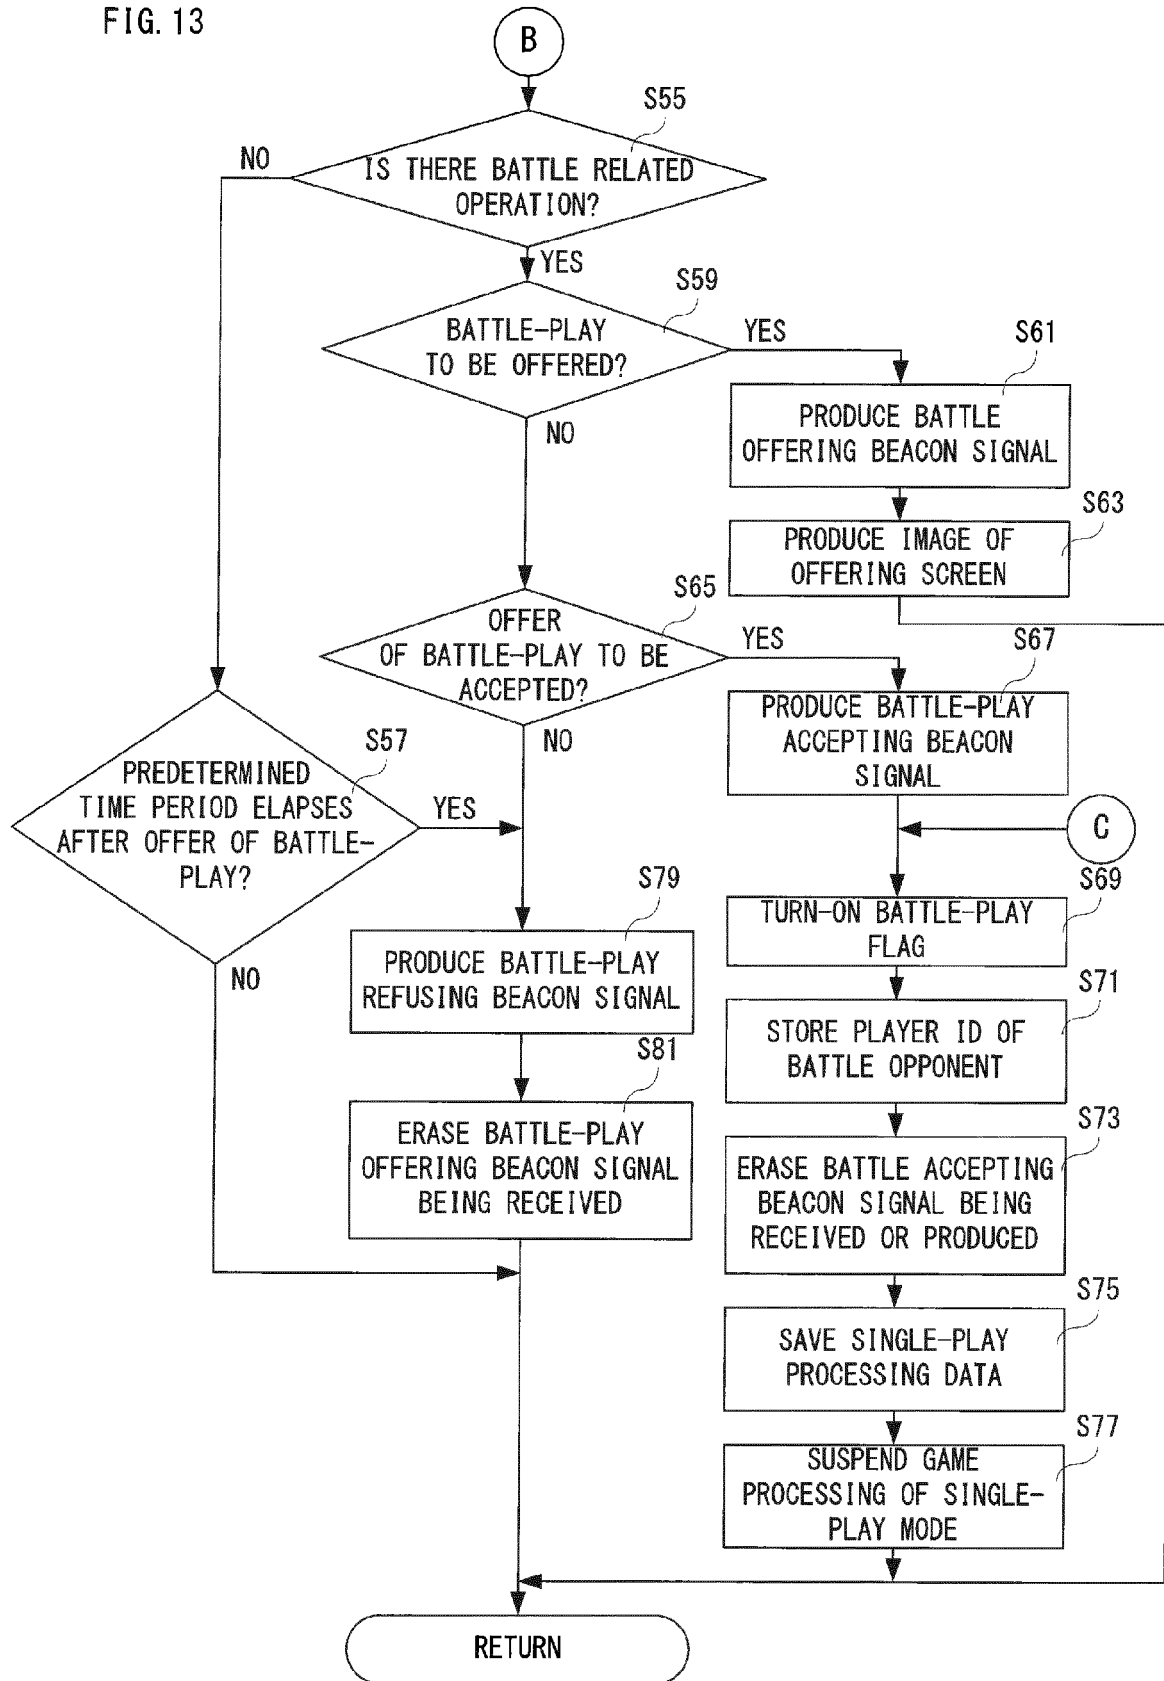 FIG. 13
B
S55
IS THERE BATTLE RELATED
OPERATION?
NO
YES
S59
BATTLE-PLAY
TO BE OFFERED?
YES
NO
S61
PRODUCE BATTLE
OFFERING BEACON SIGNAL
S63
PRODUCE IMAGE OF
OFFERING SCREEN
S65
OFFER
OF BATTLE-PLAY TO BE
ACCEPTED?
YES
NO
S67
PRODUCE BATTLE-PLAY
ACCEPTING BEACON
SIGNAL
S57
PREDETERMINED
TIME PERIOD ELAPSES
AFTER OFFER OF BATTLE-
PLAY?
YES
NO
C
S69
TURN-ON BATTLE-PLAY
FLAG
S79
PRODUCE BATTLE-PLAY
REFUSING BEACON SIGNAL
S71
STORE PLAYER ID OF
BATTLE OPPONENT
S81
ERASE BATTLE-PLAY
OFFERING BEACON SIGNAL
BEING RECEIVED
S73
ERASE BATTLE ACCEPTING
BEACON SIGNAL BEING
RECEIVED OR PRODUCED
S75
SAVE SINGLE-PLAY
PROCESSING DATA
S77
SUSPEND GAME
PROCESSING OF SINGLE-
PLAY MODE
RETURN